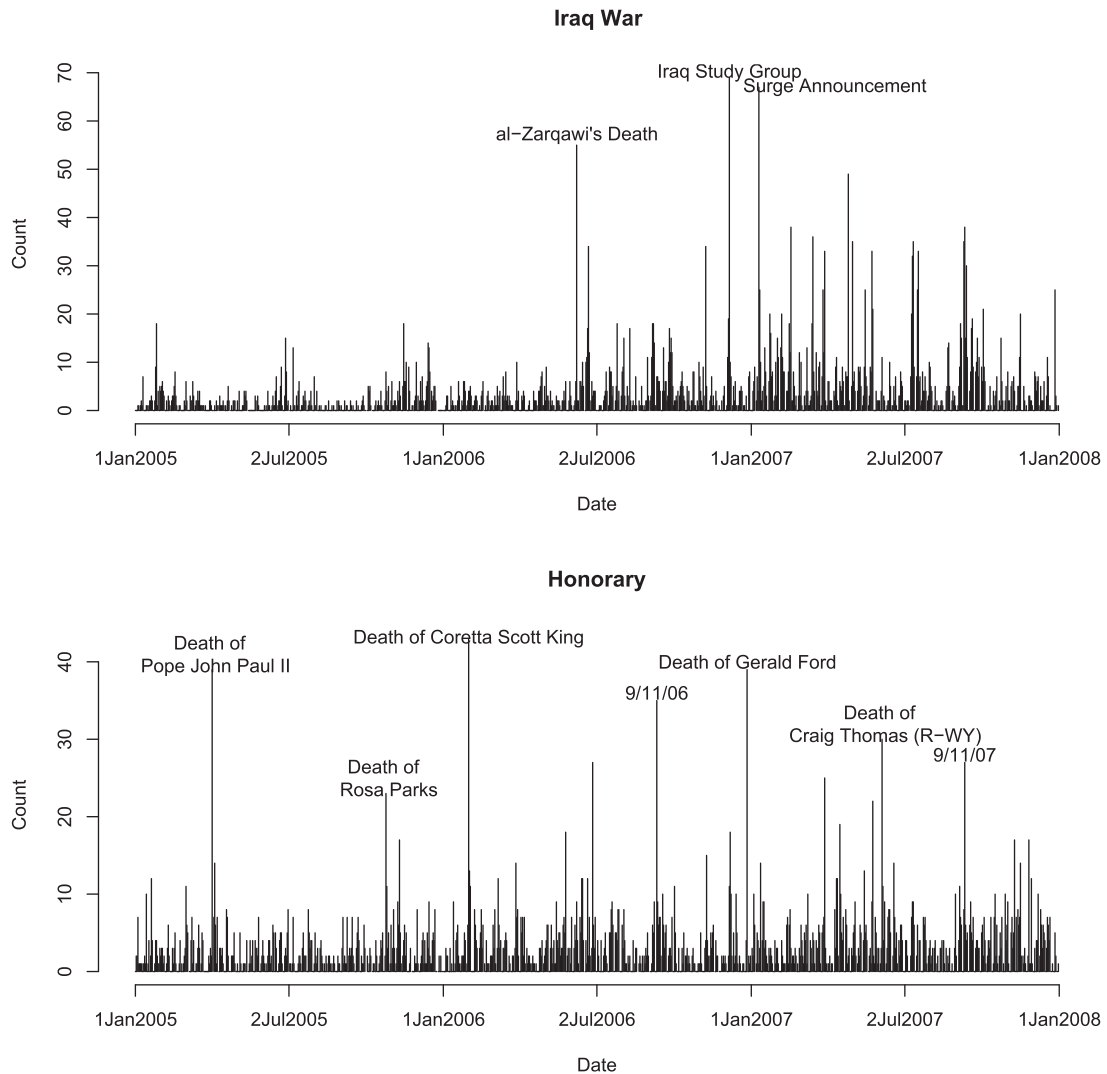 Iraq War
Count
70
60
50
40
30
20
10
0
Iraq Study Group
Surge Announcement
al−Zarqawi's Death
1Jan2005 2Jul2005 1Jan2006 2Jul2006 1Jan2007 2Jul2007 1Jan2008
Date
Honorary
Count
40
30
20
10
0
Death of
Pope John Paul II
Death of
Rosa Parks
Death of Coretta Scott King
9/11/06
Death of Gerald Ford
Death of
Craig Thomas (R−WY)
9/11/07
1Jan2005 2Jul2005 1Jan2006 2Jul2006 1Jan2007 2Jul2007 1Jan2008
Date